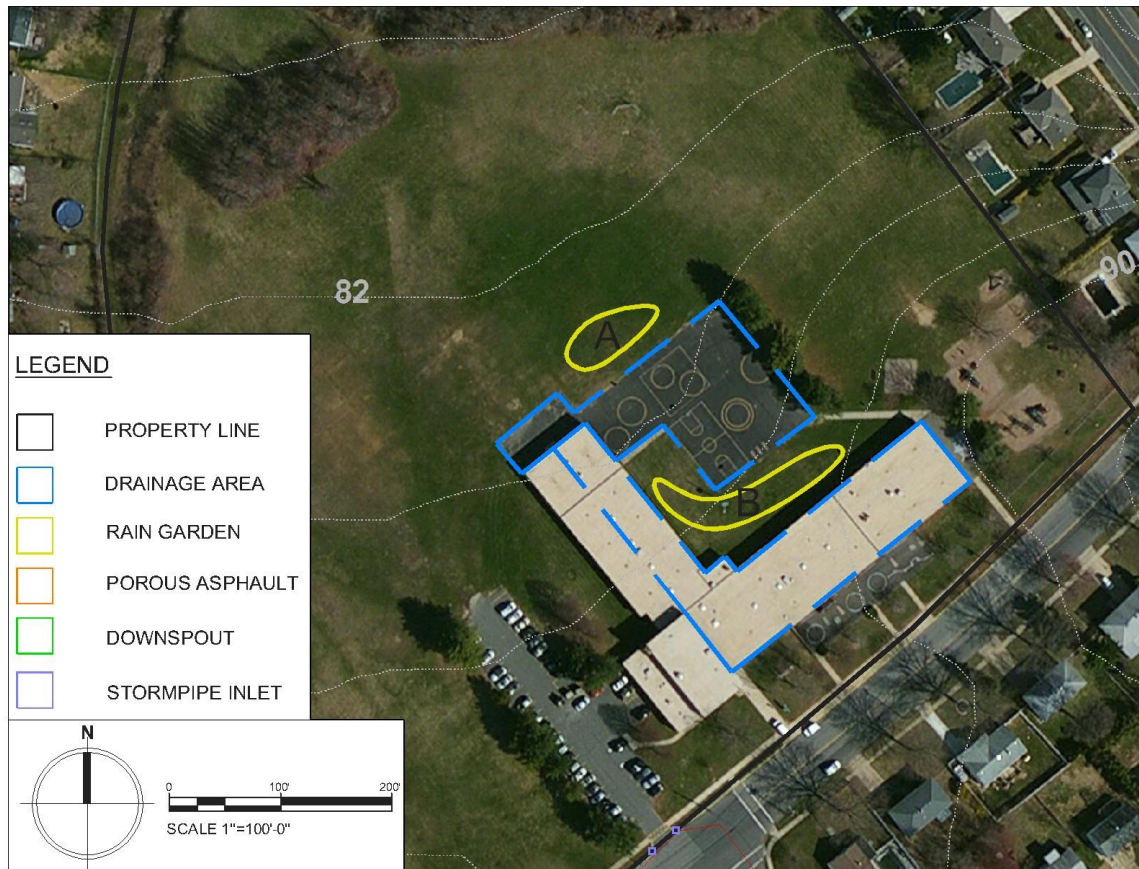 90
82
A
B
LEGEND
PROPERTY LINE
DRAINAGE AREA
RAIN GARDEN
POROUS ASPHAULT
DOWNSPOUT
STORMPIPE INLET
N
0 100' 200'
SCALE 1"=100'-0"